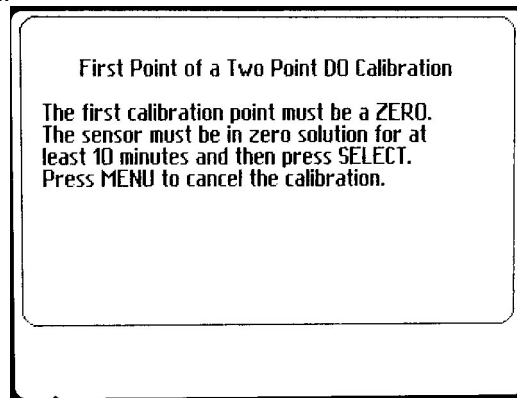 First Point of a Two Point DO Calibration
The first calibration point must be a ZERO.
The sensor must be in zero solution for at
least 10 minutes and then press SELECT.
Press MENU to cancel the calibration.